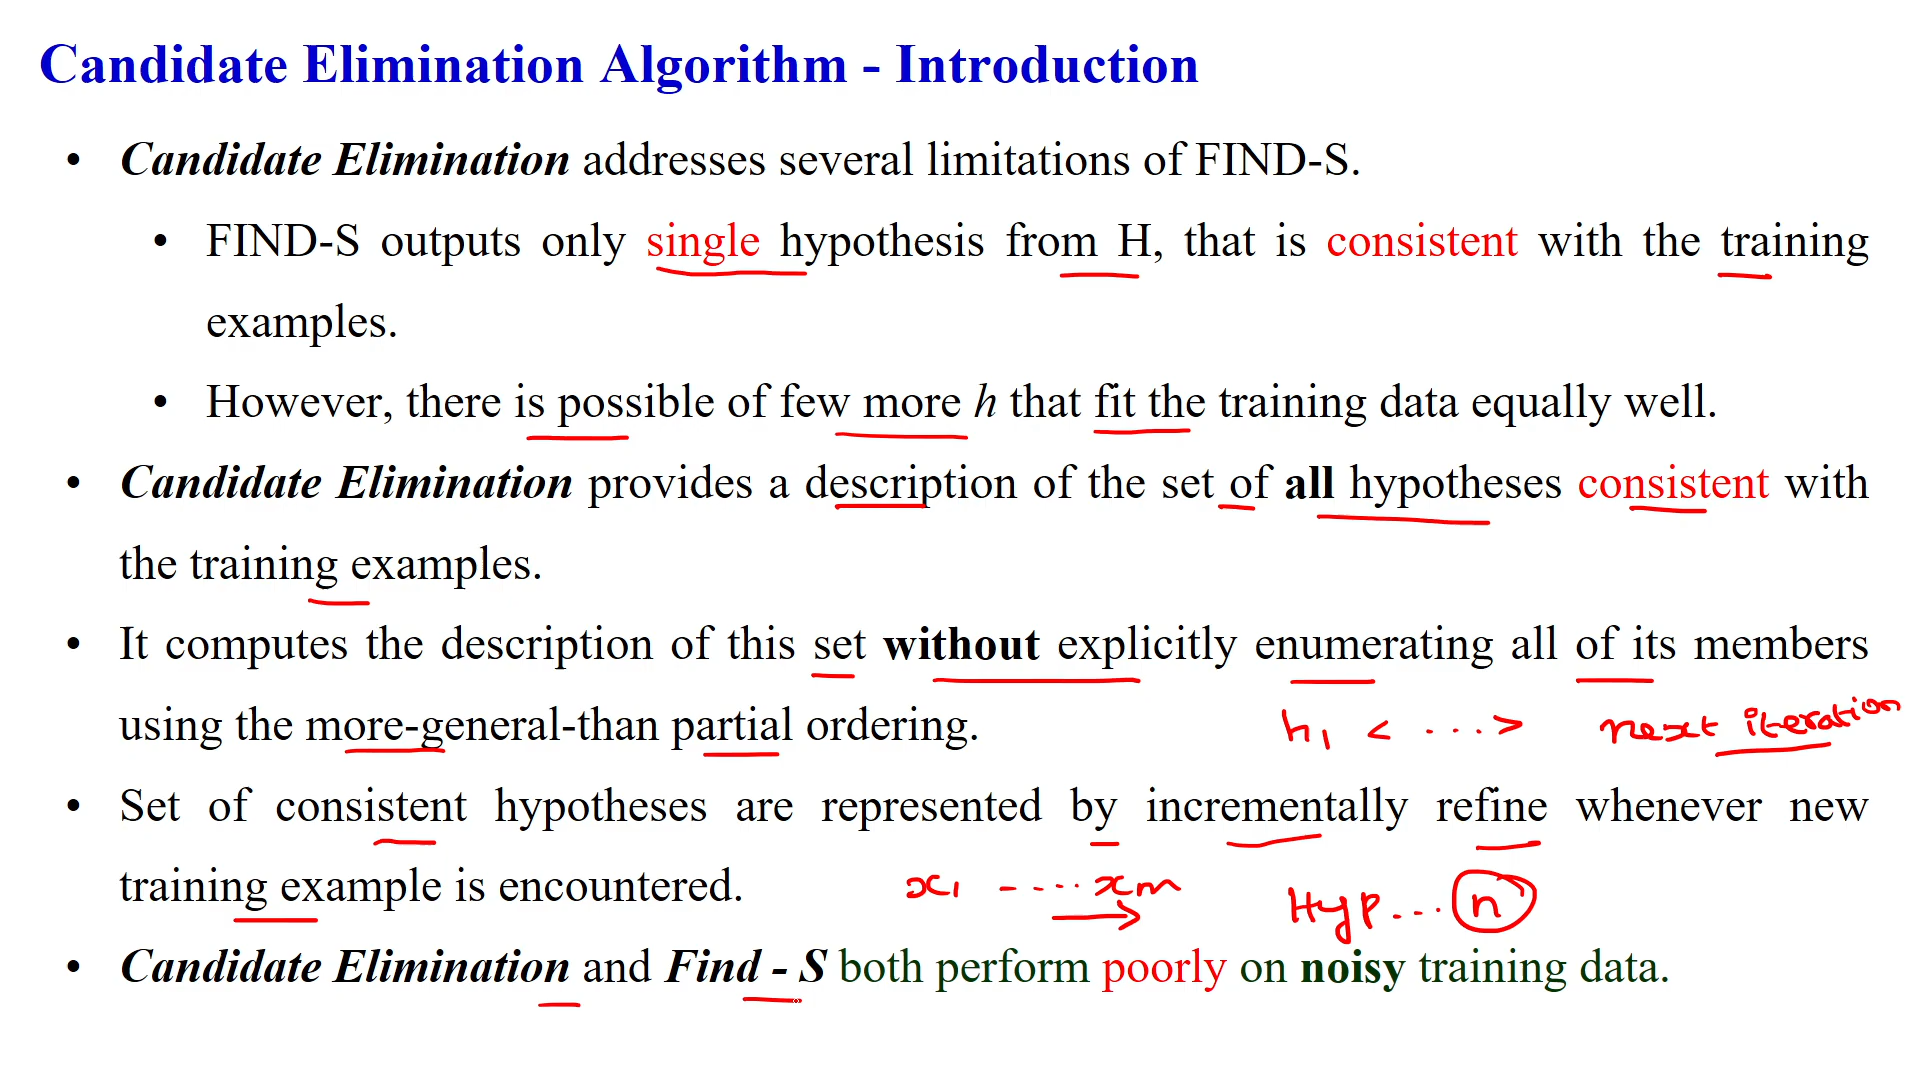 Candidate Elimination Algorithm - Introduction
• Candidate Elimination addresses several limitations of FIND-S.
• FIND-S outputs only single hypothesis from H, that is consistent with the training
examples.
• However, there is possible of few more h that fit the training data equally well.
• Candidate Elimination provides a description of the set of all hypotheses consistent with
the training examples.
• It computes the description of this set without explicitly enumerating all of its members
using the more-general-than partial ordering.
h1 < ...> next iteration
• Set of consistent hypotheses are represented by incrementally refine whenever new
training example is encountered.
x1 ---- xm
Hyp... n
• Candidate Elimination and Find - S both perform poorly on noisy training data.